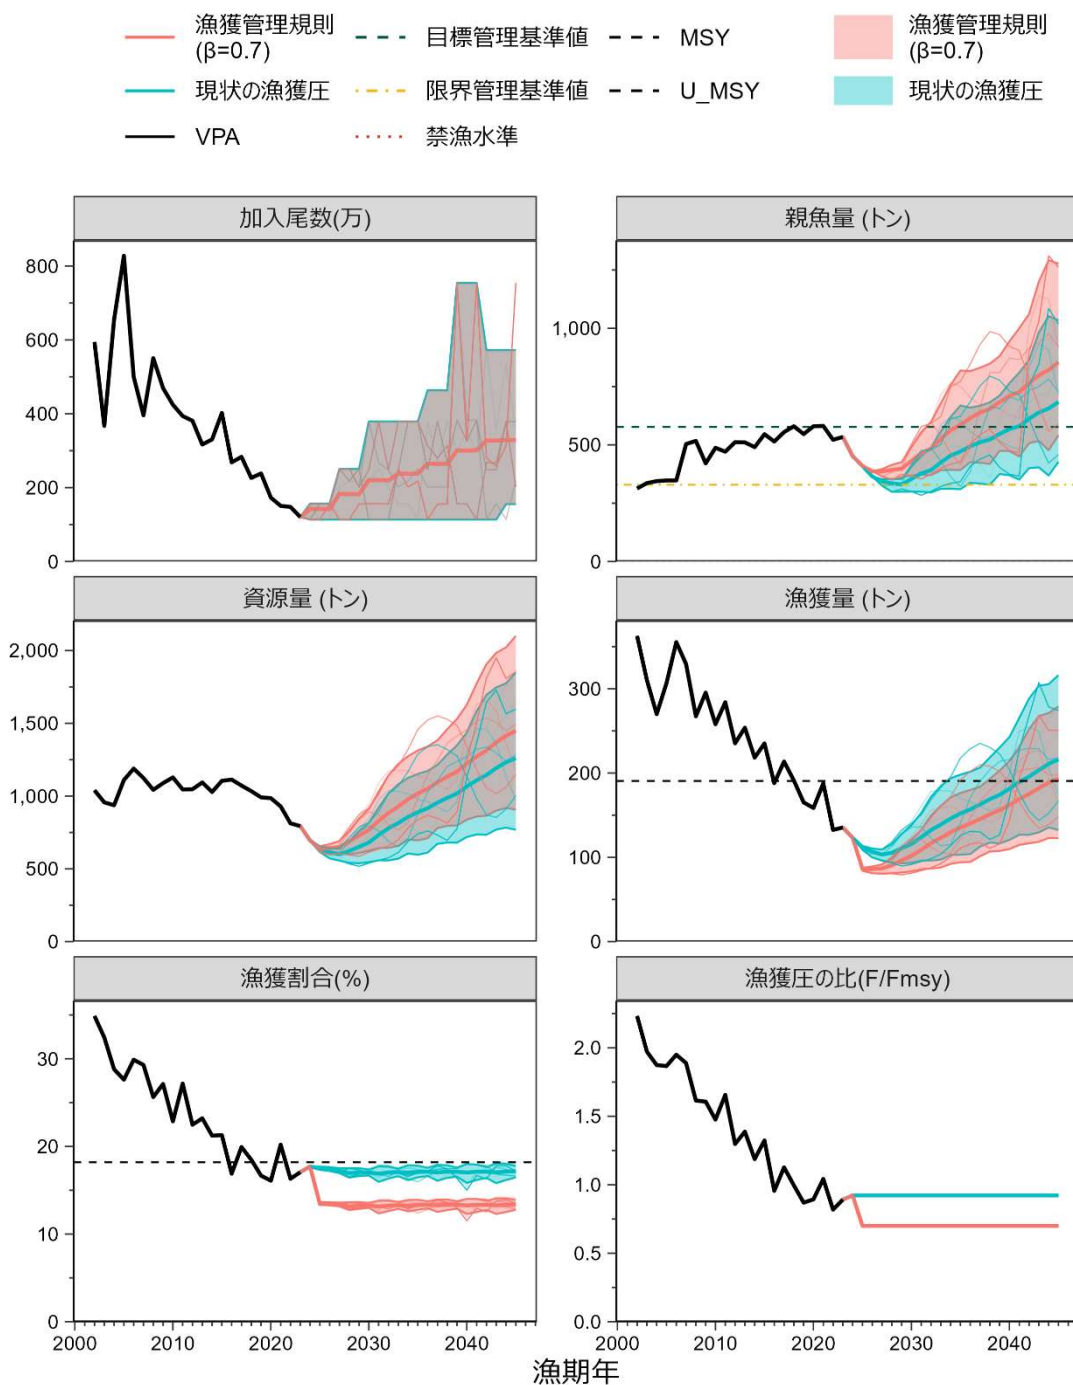 漁獲管理規則
(β=0.7)
目標管理基準値
MSY
漁獲管理規則
(β=0.7)
現状の漁獲圧
限界管理基準値
U_MSY
現状の漁獲圧
VPA
禁漁水準
加入尾数(万)
800
600
400
200
0
親魚量 (トン)
1,000
500
0
資源量 (トン)
2,000
1,500
1,000
500
0
漁獲量 (トン)
300
200
100
0
漁獲割合(%)
30
20
10
0
2000 2010 2020 2030 2040
漁獲圧の比(F/Fmsy)
2.0
1.5
1.0
0.5
0.0
2000 2010 2020 2030 2040
漁期年